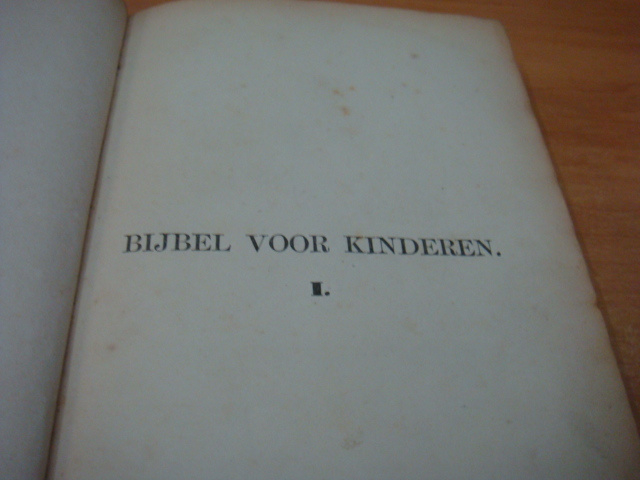 BIJBEL VOOR KINDEREN.
I.